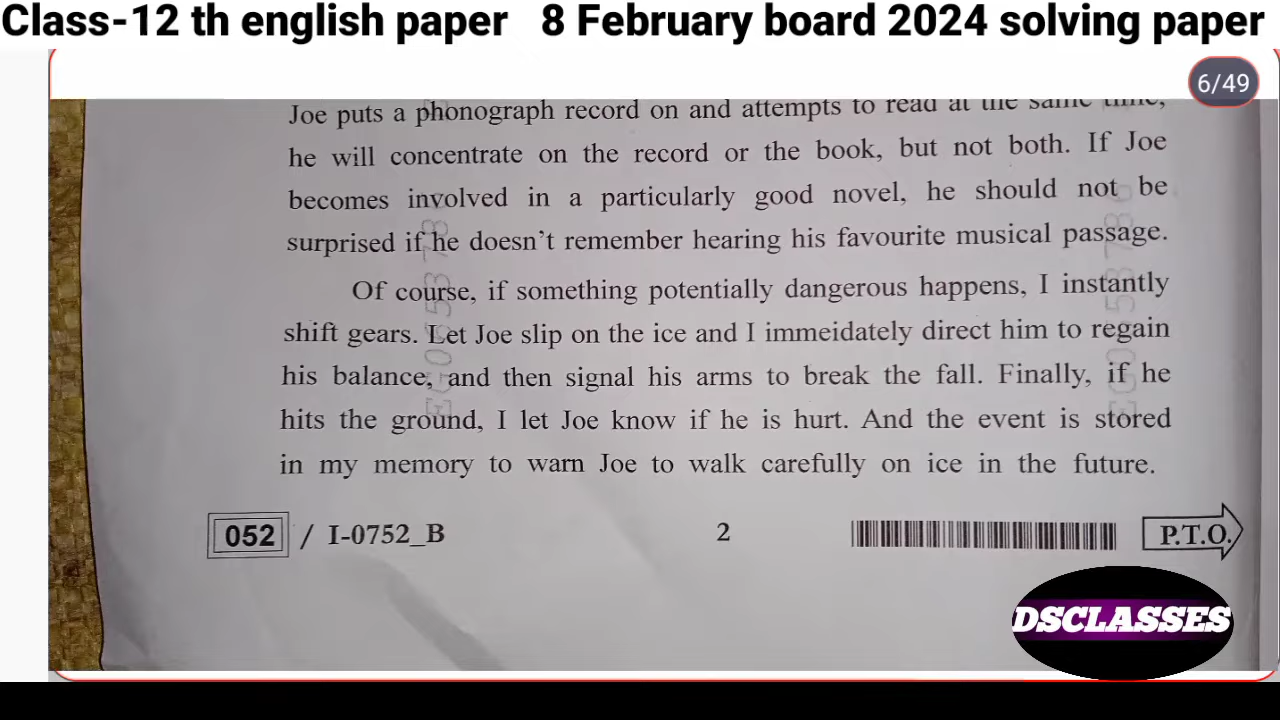 Class-12 th english paper 8 February board 2024 solving paper
6/49
Joe puts a phonograph record on and attempts to read at the same time,
he will concentrate on the record or the book, but not both. If Joe
becomes involved in a particularly good novel, he should not be
surprised if he doesn't remember hearing his favourite musical passage.
Of course, if something potentially dangerous happens, I instantly
shift gears. Let Joe slip on the ice and I immeidately direct him to regain
his balance, and then signal his arms to break the fall. Finally, if he
hits the ground, I let Joe know if he is hurt. And the event is stored
in my memory to warn Joe to walk carefully on ice in the future.
052 / I-0752_B 2 P.T.O.
DSCLASSES